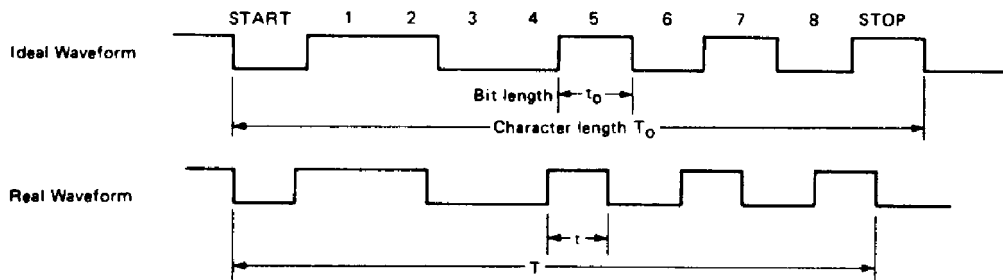 START 1 2 3 4 5 6 7 8 STOP
Ideal Waveform
Bit length t₀
Character length T₀
Real Waveform
t
T